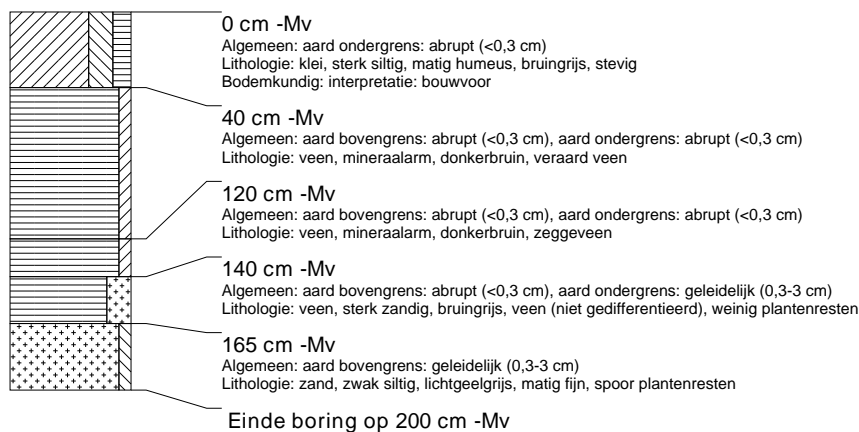 0 cm -Mv
Algemeen: aard ondergrens: abrupt (<0,3 cm)
Lithologie: klei, sterk siltig, matig humeus, bruingrijs, stevig
Bodemkundig: interpretatie: bouwvoor
40 cm -Mv
Algemeen: aard bovengrens: abrupt (<0,3 cm), aard ondergrens: abrupt (<0,3 cm)
Lithologie: veen, mineraalarm, donkerbruin, veraard veen
120 cm -Mv
Algemeen: aard bovengrens: abrupt (<0,3 cm), aard ondergrens: abrupt (<0,3 cm)
Lithologie: veen, mineraalarm, donkerbruin, zeggeveen
140 cm -Mv
Algemeen: aard bovengrens: abrupt (<0,3 cm), aard ondergrens: geleidelijk (0,3-3 cm)
Lithologie: veen, sterk zandig, bruingrijs, veen (niet gedifferentieerd), weinig plantenresten
165 cm -Mv
Algemeen: aard bovengrens: geleidelijk (0,3-3 cm)
Lithologie: zand, zwak siltig, lichtgeelgrijs, matig fijn, spoor plantenresten
Einde boring op 200 cm -Mv